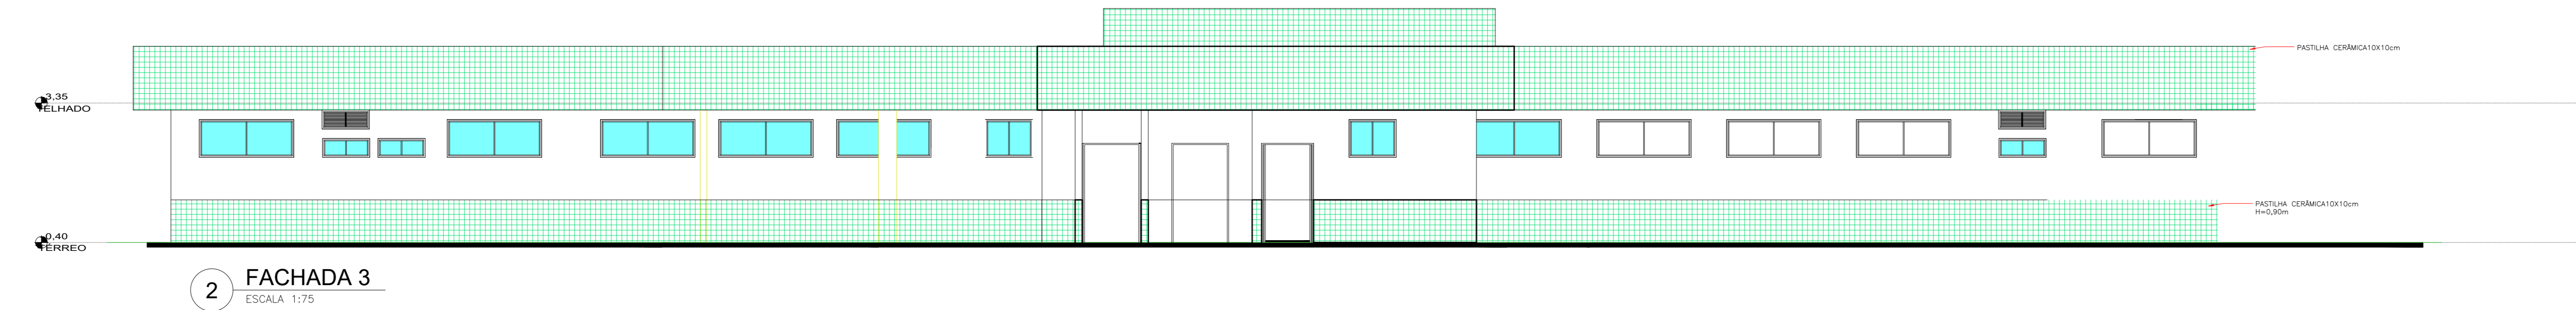 PASTILHA CERÂMICA10X10cm
3,35
TELHADO
PASTILHA CERÂMICA10X10cm
H=0,90m
0,40
TÉRREO
2
FACHADA 3
ESCALA 1:75